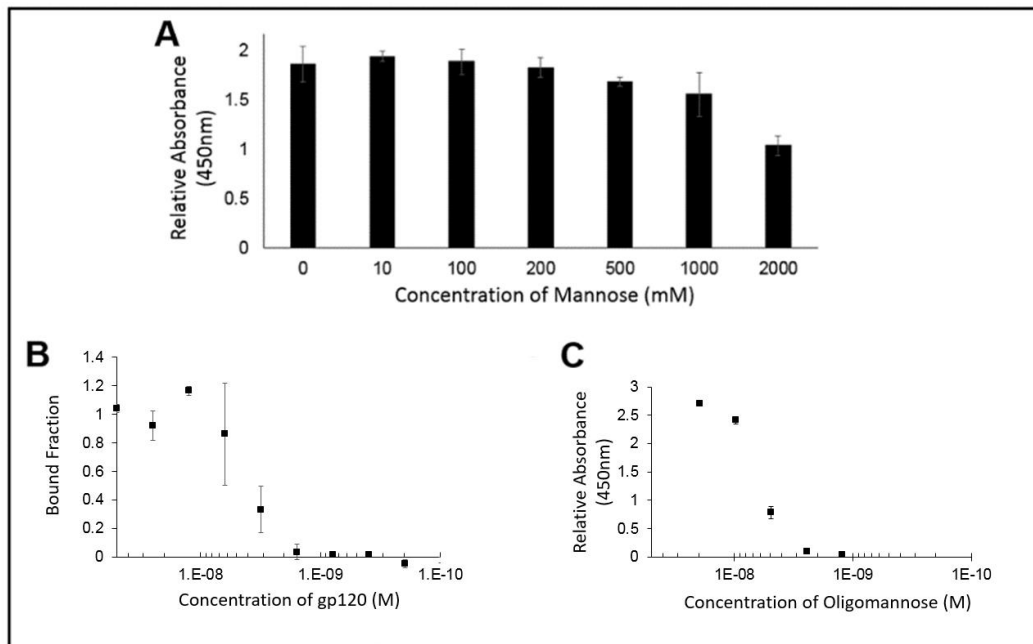 A
Relative Absorbance
(450nm)
2
1.5
1
0.5
0
0 10 100 200 500 1000 2000
Concentration of Mannose (mM)
B
Bound Fraction
1.4
1.2
1
0.8
0.6
0.4
0.2
0
1.E-08 1.E-09 1.E-10
Concentration of gp120 (M)
C
Relative Absorbance
(450nm)
3
2.5
2
1.5
1
0.5
0
1E-08 1E-09 1E-10
Concentration of Oligomannose (M)